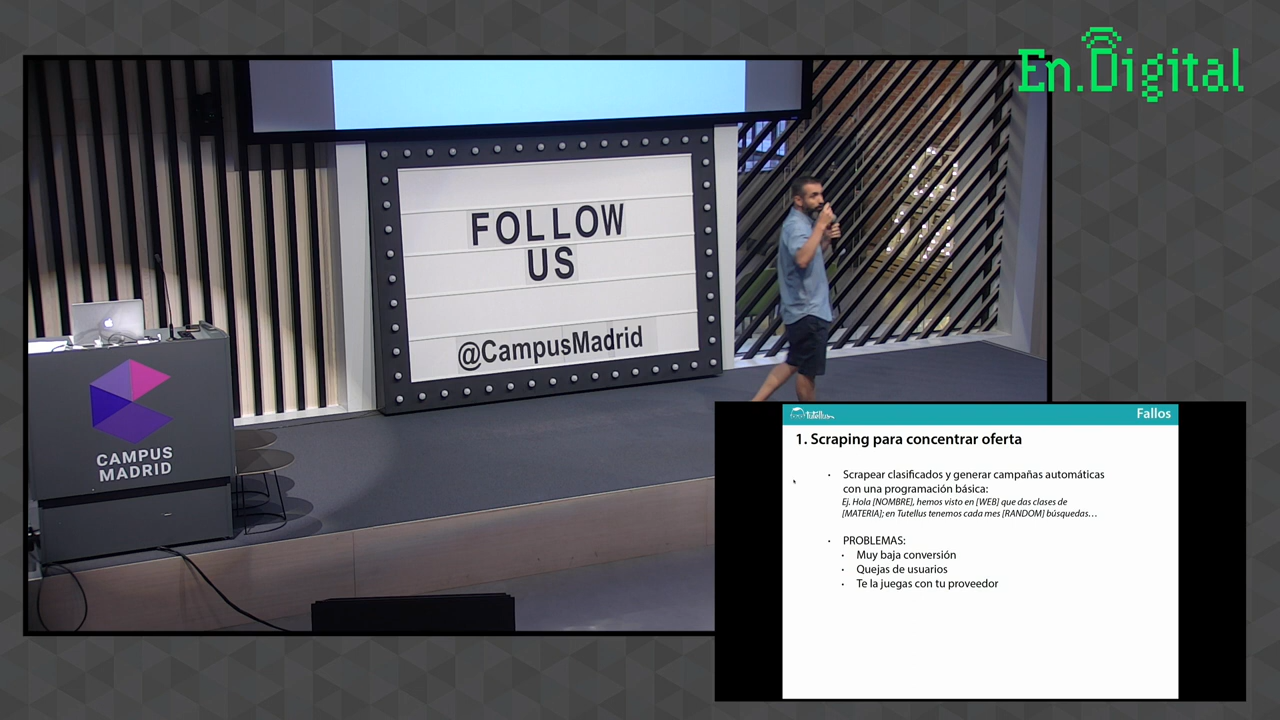 En.Digital
FOLLOW
US
@CampusMadrid
CAMPUS
MADRID
Tutellus
Fallos
1. Scraping para concentrar oferta
· Scrapear clasificados y generar campañas automáticas
con una programación básica:
Ej. Hola [NOMBRE], hemos visto en [WEB] que das clases de
[MATERIA]; en Tutellus tenemos cada mes [RANDOM] búsquedas…
· PROBLEMAS:
· Muy baja conversión
· Quejas de usuarios
· Te la juegas con tu proveedor